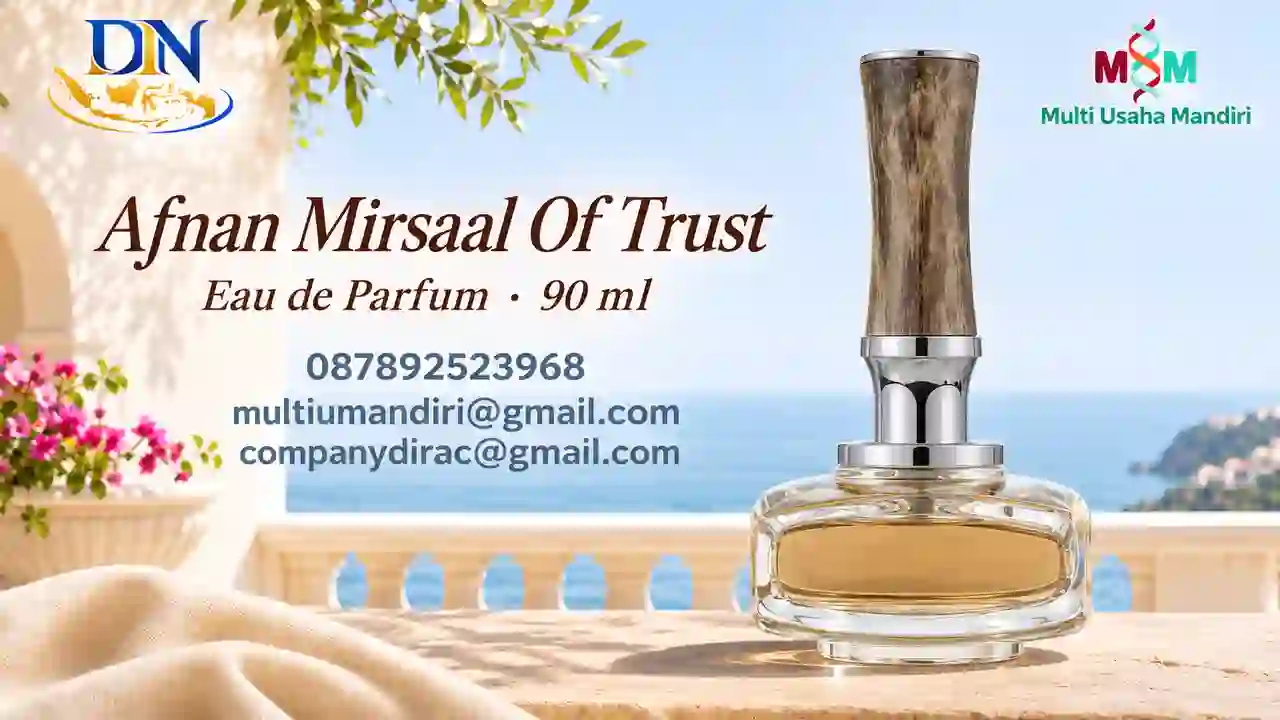 DN
M8M
Multi Usaha Mandiri
Afnan Mirsaal Of Trust
Eau de Parfum · 90 ml
087892523968
multiumandiri@gmail.com
companydirac@gmail.com